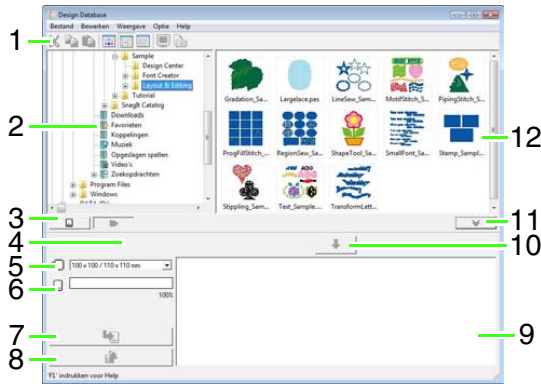 Design Database
Bestand Bewerken Weergave Optie Help
1
Sample
Design Center
Font Creator
Layout & Editing
Tutorial
SnagIt Catalog
Downloads
2
Favorieten
Koppelingen
Muziek
Opgeslagen spellen
Video's
Zoekopdrachten
Program Files
Windows
DATA (D:)
Gradation_Sa...
Largelace.pes
LineSew_Sam...
MotifStitch_S...
PipingStitch_S...
12
ProgFillStitch_...
RegionSew_Sa...
ShapeTool_Sa...
SmallFont_Sa...
Stamp_Sampl...
Stippling_Sam...
Text_Sample....
TransformLett...
3
11
4
10
5
100 x 100 / 110 x 110 mm
6
100%
7
9
8
'F1' indrukken voor Help